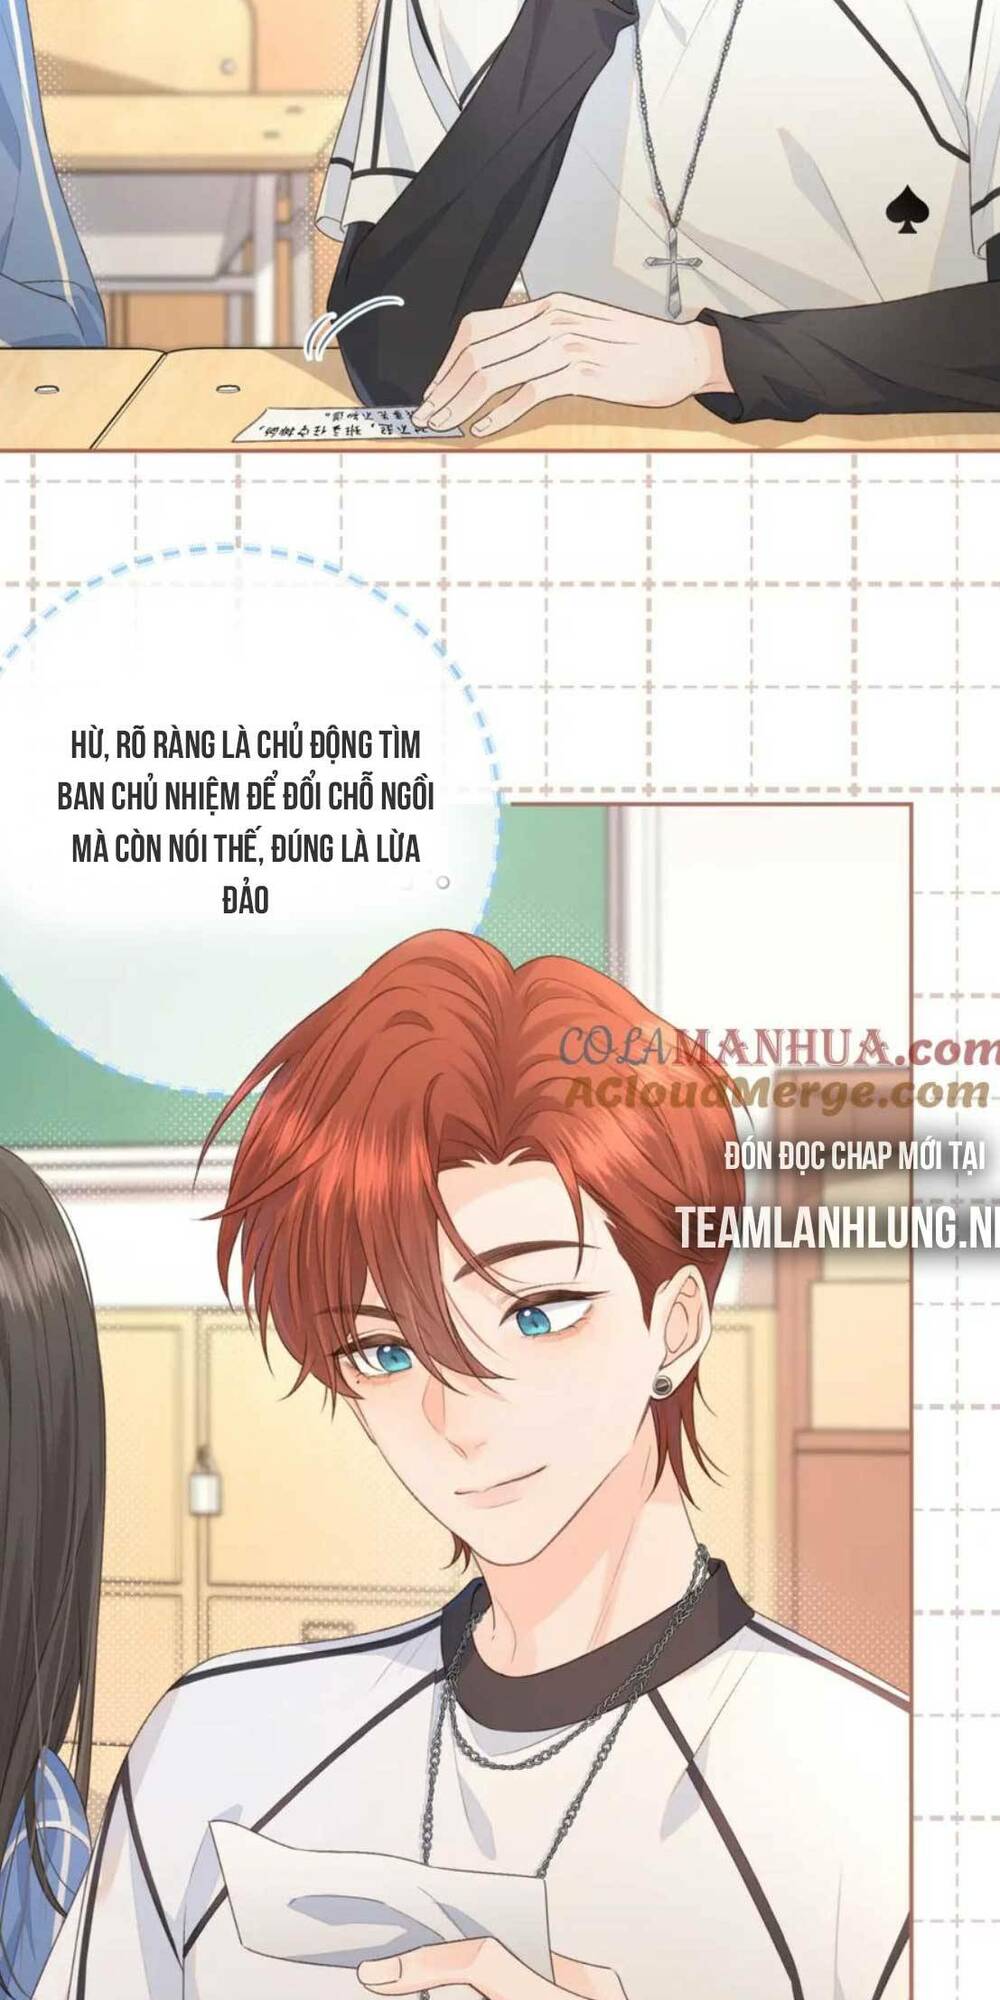 HỪ, RÕ RÀNG LÀ CHỦ ĐỘNG TÌM
BAN CHỦ NHIỆM ĐỂ ĐỔI CHỖ NGỒI
MÀ CÒN NÓI THẾ, ĐÚNG LÀ LỪA
ĐẢO
COLAMANHUA.com
ACloudMerge.com
ĐÓN ĐỌC CHAP MỚI TẠI
TEAMLANHLUNG.NE